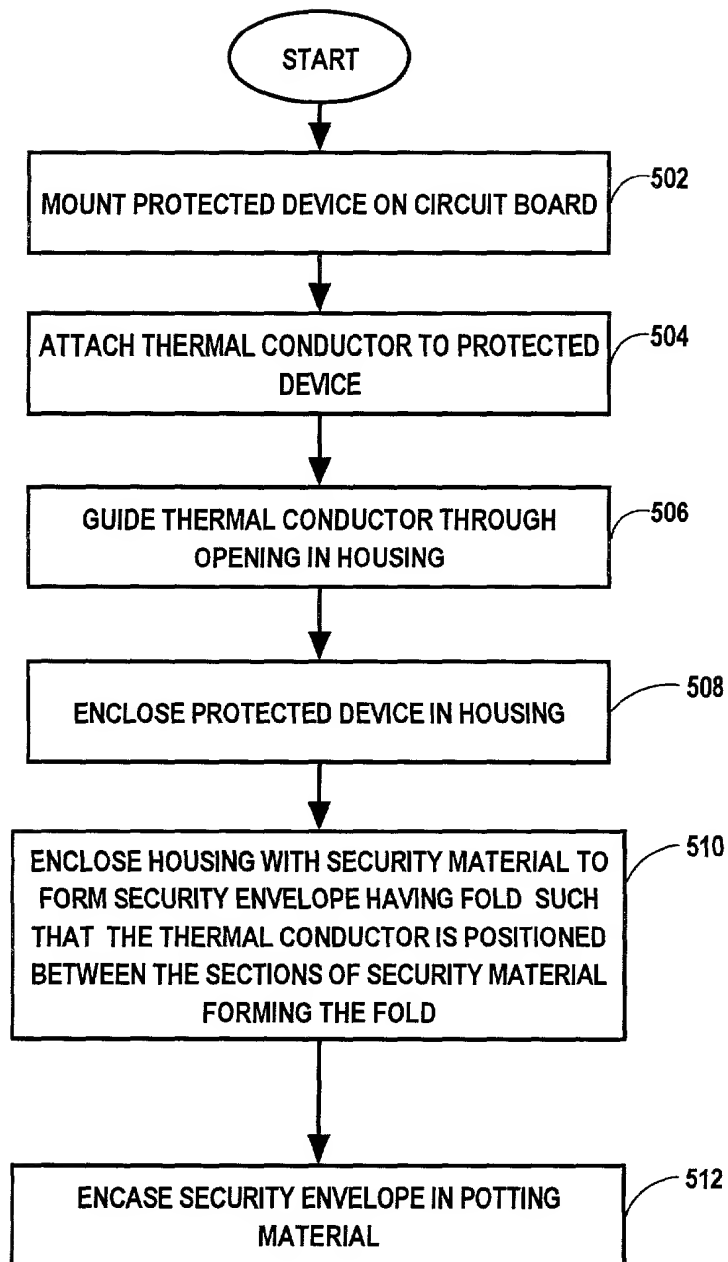 START
MOUNT PROTECTED DEVICE ON CIRCUIT BOARD
502
ATTACH THERMAL CONDUCTOR TO PROTECTED
DEVICE
504
GUIDE THERMAL CONDUCTOR THROUGH
OPENING IN HOUSING
506
ENCLOSE PROTECTED DEVICE IN HOUSING
508
ENCLOSE HOUSING WITH SECURITY MATERIAL TO
FORM SECURITY ENVELOPE HAVING FOLD SUCH
THAT THE THERMAL CONDUCTOR IS POSITIONED
BETWEEN THE SECTIONS OF SECURITY MATERIAL
FORMING THE FOLD
510
ENCASE SECURITY ENVELOPE IN POTTING
MATERIAL
512